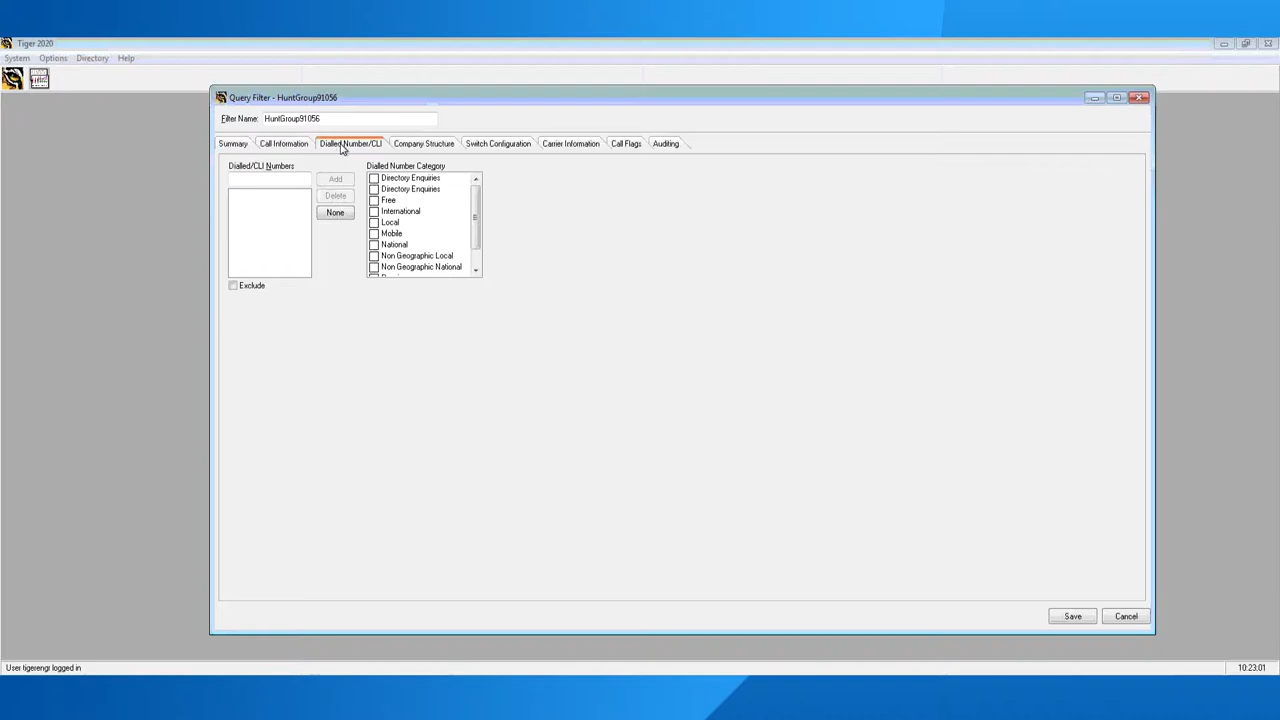 Tiger 2020
System Options Directory Help
Query Filter - HuntGroup91056
Filter Name: HuntGroup91056
Summary Call Information Dialled Number/CLI Company Structure Switch Configuration Carrier Information Call Flags Auditing
Dialled/CLI Numbers
Add
Delete
None
Exclude
Dialled Number Category
Directory Enquiries
Directory Enquiries
Free
International
Local
Mobile
National
Non Geographic Local
Non Geographic National
Save Cancel
User tigerengr logged in
10:23:01